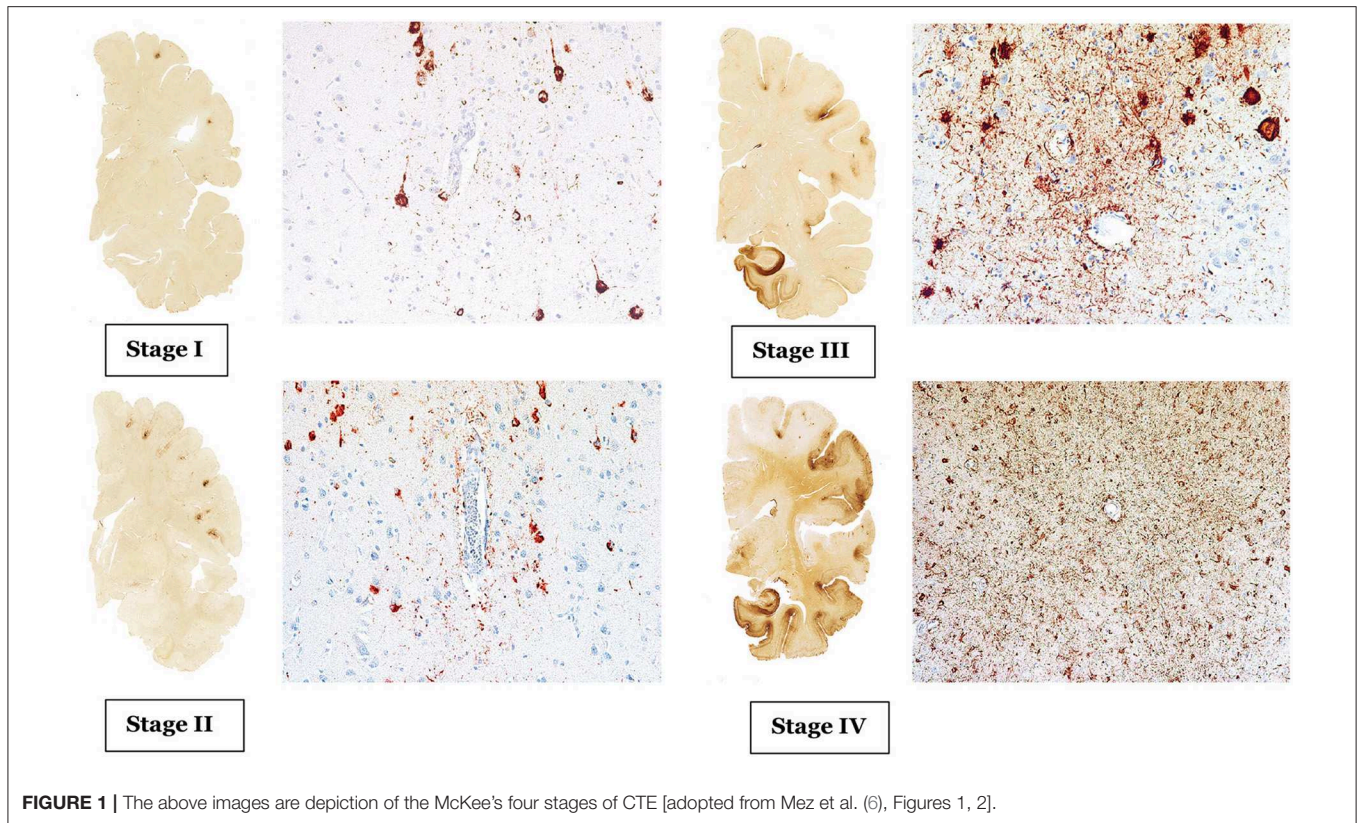 Stage I
Stage III
Stage II
Stage IV
FIGURE 1 | The above images are depiction of the McKee's four stages of CTE [adopted from Mez et al. (6), Figures 1, 2].